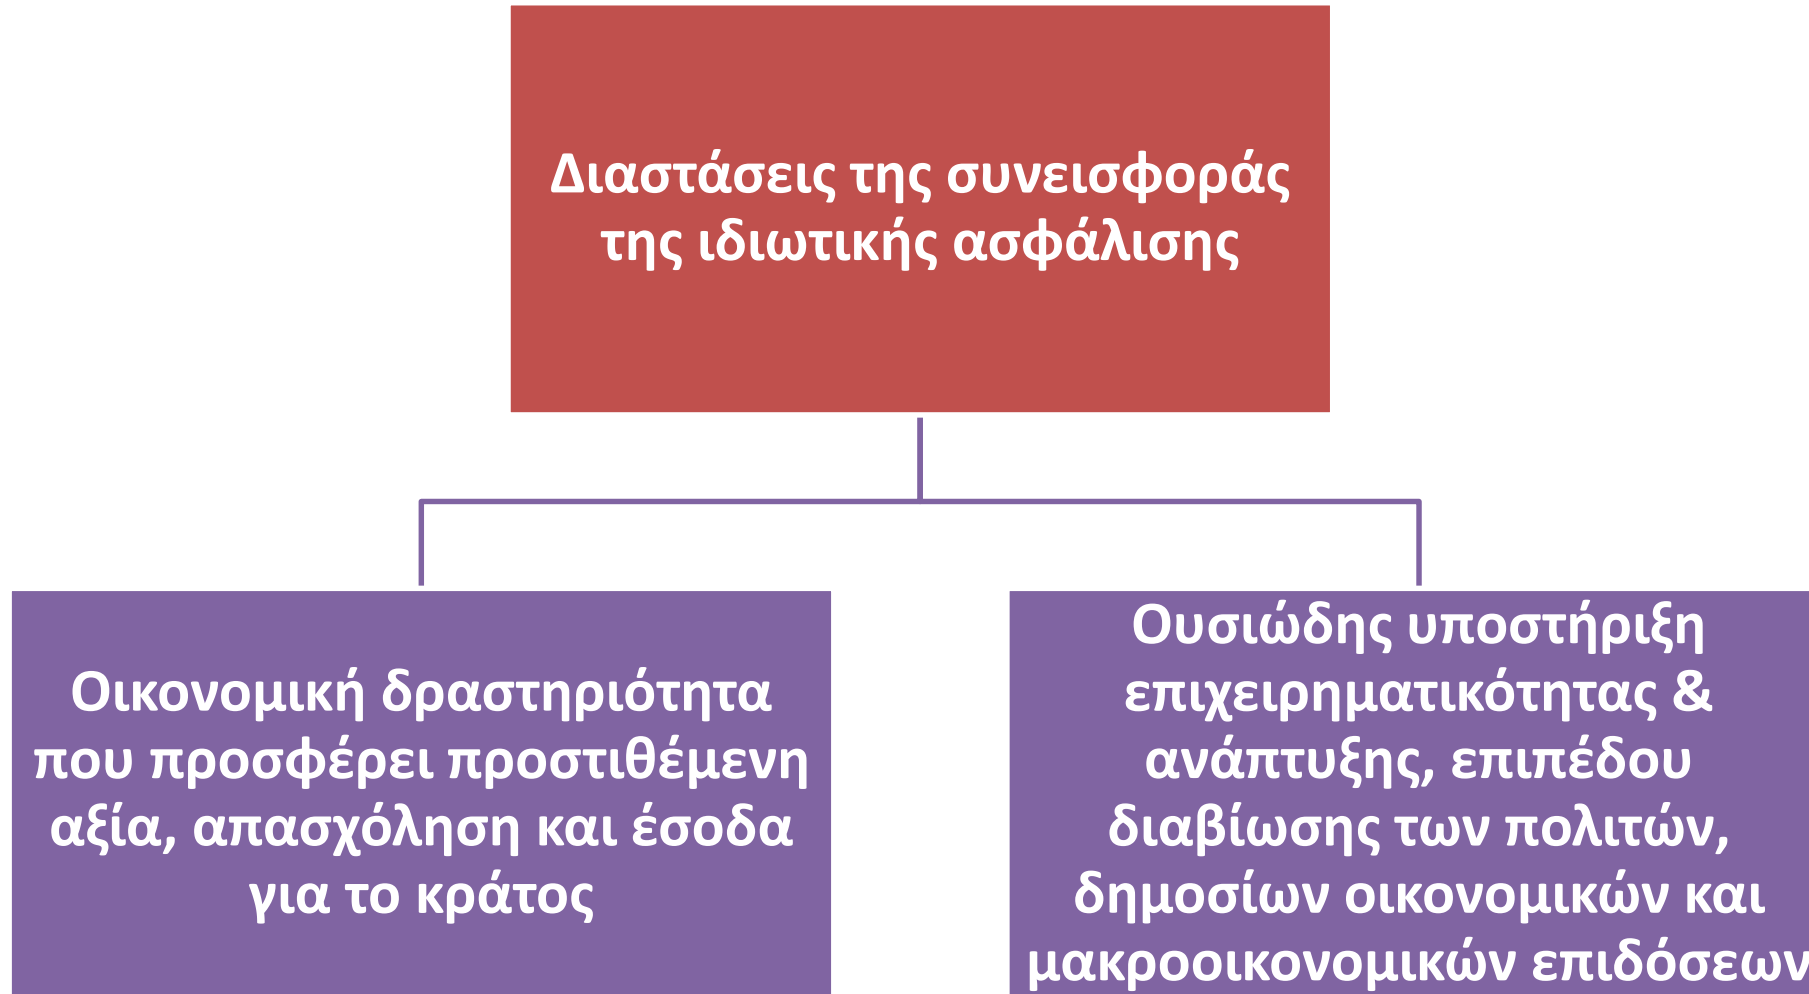 Διαστάσεις της συνεισφοράς
της ιδιωτικής ασφάλισης
Οικονομική δραστηριότητα
που προσφέρει προστιθέμενη
αξία, απασχόληση και έσοδα
για το κράτος
Ουσιώδης υποστήριξη
επιχειρηματικότητας &
ανάπτυξης, επιπέδου
διαβίωσης των πολιτών,
δημοσίων οικονομικών και
μακροοικονομικών επιδόσεων